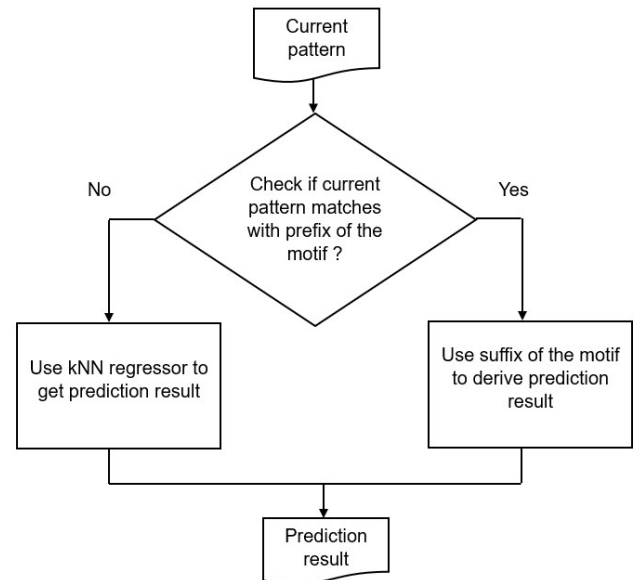 Current
pattern
No
Check if current
pattern matches
with prefix of the
motif ?
Yes
Use kNN regressor to
get prediction result
Use suffix of the motif
to derive prediction
result
Prediction
result